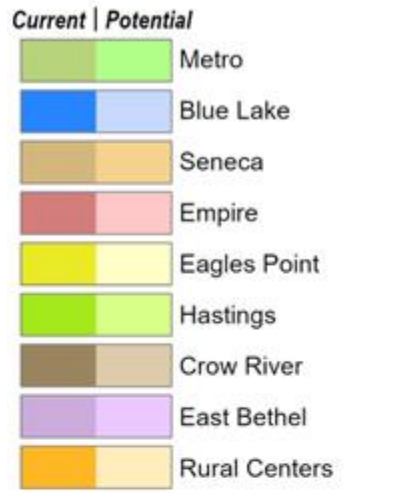 Current | Potential
Metro
Blue Lake
Seneca
Empire
Eagles Point
Hastings
Crow River
East Bethel
Rural Centers